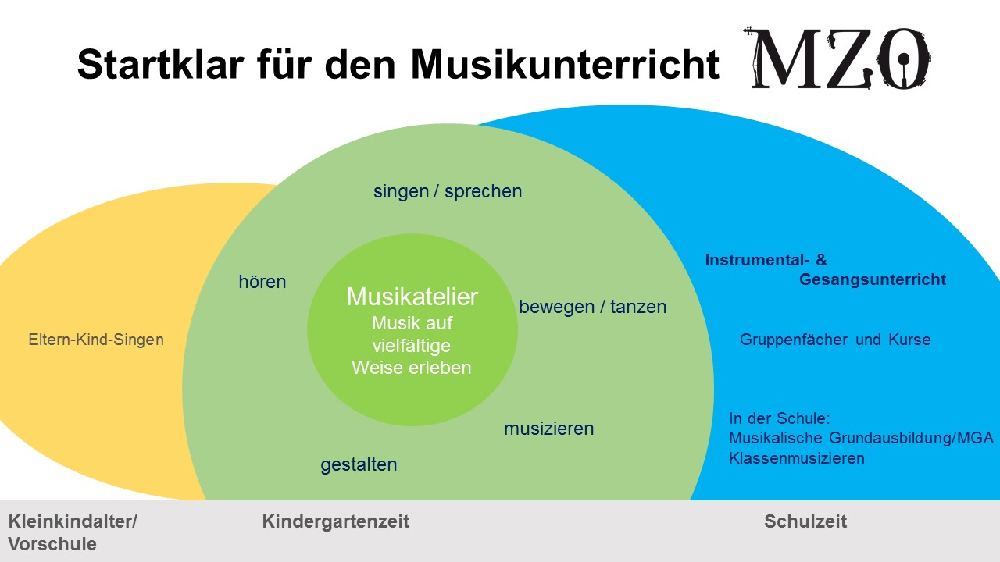 Startklar für den Musikunterricht
MZO
singen / sprechen
hören
Musikatelier
Musik auf
vielfältige
Weise erleben
bewegen / tanzen
musizieren
gestalten
Eltern-Kind-Singen
Instrumental- &
Gesangsunterricht
Gruppenfächer und Kurse
In der Schule:
Musikalische Grundausbildung/MGA
Klassenmusizieren
Kleinkindalter/
Vorschule
Kindergartenzeit
Schulzeit